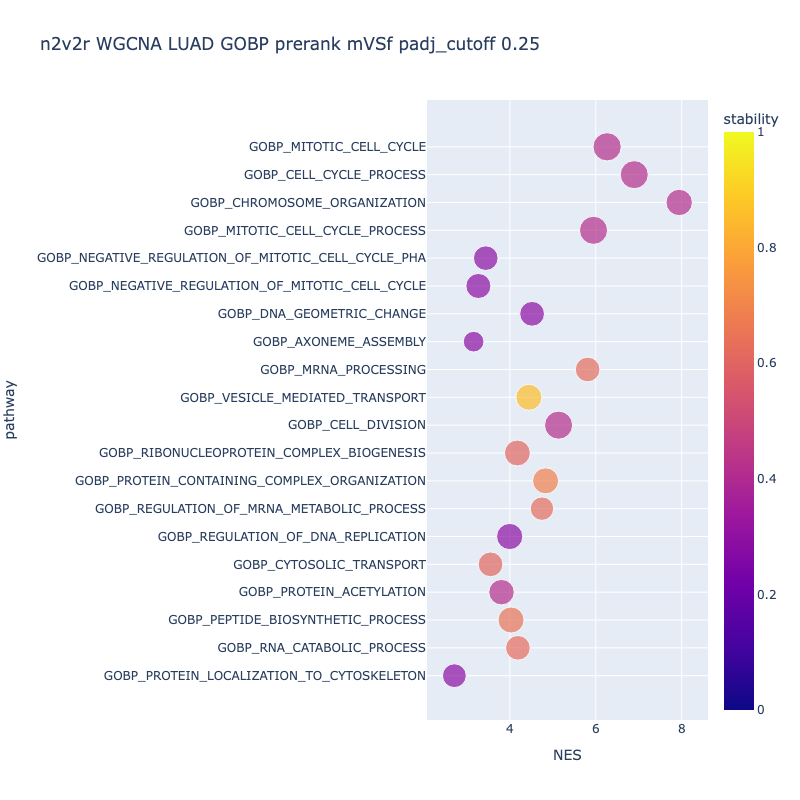 n2v2r WGCNA LUAD GOBP prerank mVSf padj_cutoff 0.25
stability
GOBP_MITOTIC_CELL_CYCLE
GOBP_CELL_CYCLE_PROCESS
GOBP_CHROMOSOME_ORGANIZATION
GOBP_MITOTIC_CELL_CYCLE_PROCESS
GOBP_NEGATIVE_REGULATION_OF_MITOTIC_CELL_CYCLE_PHA
GOBP_NEGATIVE_REGULATION_OF_MITOTIC_CELL_CYCLE
GOBP_DNA_GEOMETRIC_CHANGE
GOBP_AXONEME_ASSEMBLY
GOBP_MRNA_PROCESSING
GOBP_VESICLE_MEDIATED_TRANSPORT
GOBP_CELL_DIVISION
GOBP_RIBONUCLEOPROTEIN_COMPLEX_BIOGENESIS
GOBP_PROTEIN_CONTAINING_COMPLEX_ORGANIZATION
GOBP_REGULATION_OF_MRNA_METABOLIC_PROCESS
GOBP_REGULATION_OF_DNA_REPLICATION
GOBP_CYTOSOLIC_TRANSPORT
GOBP_PROTEIN_ACETYLATION
GOBP_PEPTIDE_BIOSYNTHETIC_PROCESS
GOBP_RNA_CATABOLIC_PROCESS
GOBP_PROTEIN_LOCALIZATION_TO_CYTOSKELETON
pathway
4 6 8
NES
1
0.8
0.6
0.4
0.2
0